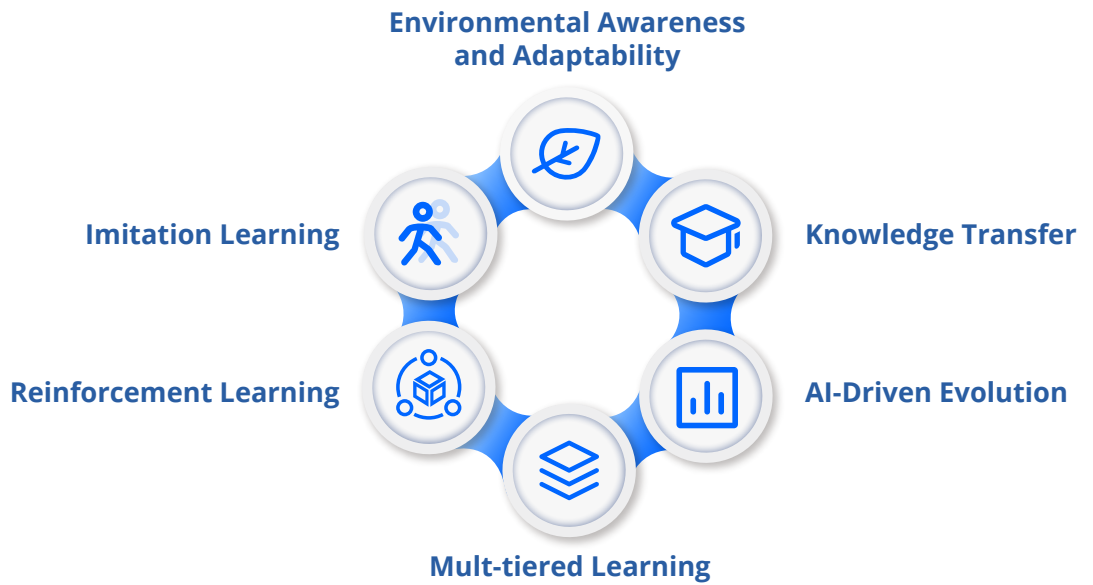 Environmental Awareness
and Adaptability
Imitation Learning
Knowledge Transfer
Reinforcement Learning
AI-Driven Evolution
Mult-tiered Learning